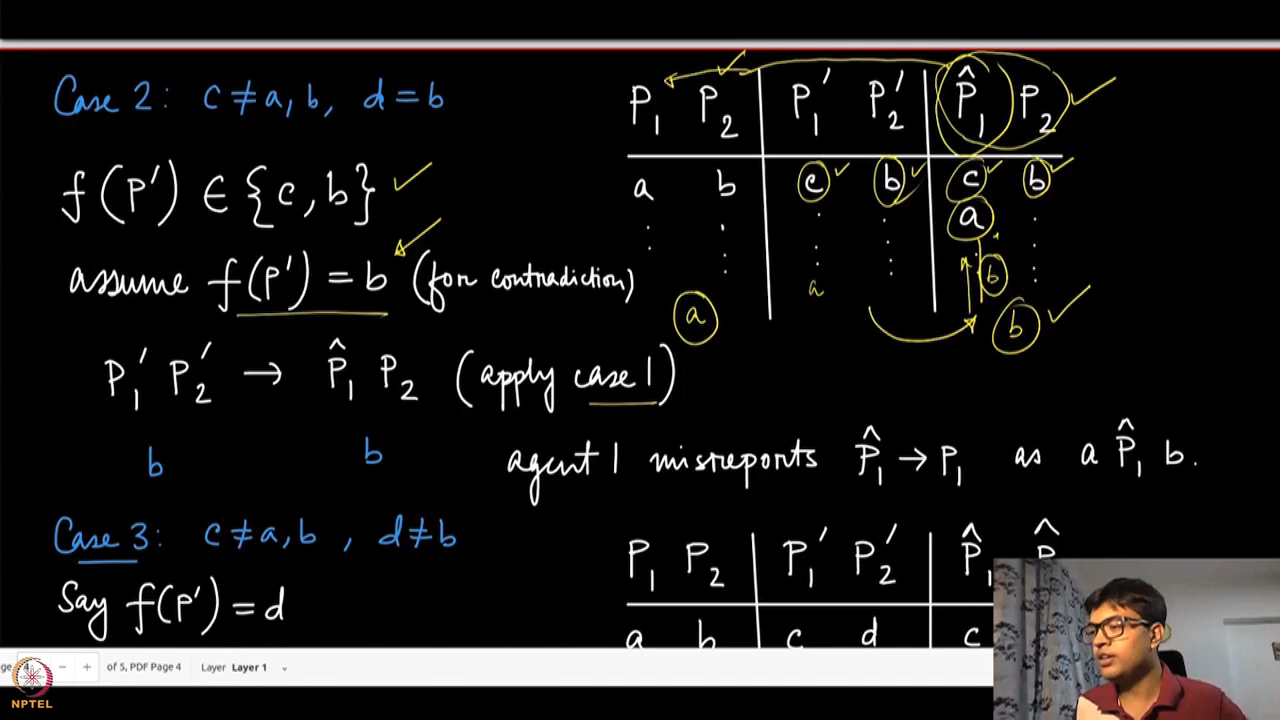 Case 2: c ≠ a, b, d = b
f(P') ∈ {c, b} ✓
assume f(P') = b (for contradiction)
P₁' P₂' → P̂₁ P₂ (apply case 1)
b b
P₁ P₂ | P₁' P₂' | P̂₁ P₂
a b | c b | c b
a
a b
a b
agent 1 misreports P̂₁ → P₁ as a P̂₁ b.
Case 3: c ≠ a, b , d ≠ b
Say f(P') = d
P₁ P₂ | P₁' P₂' | P̂₁ P̂
a b | c d | c
of 5, PDF Page 4 Layer Layer 1
NPTEL